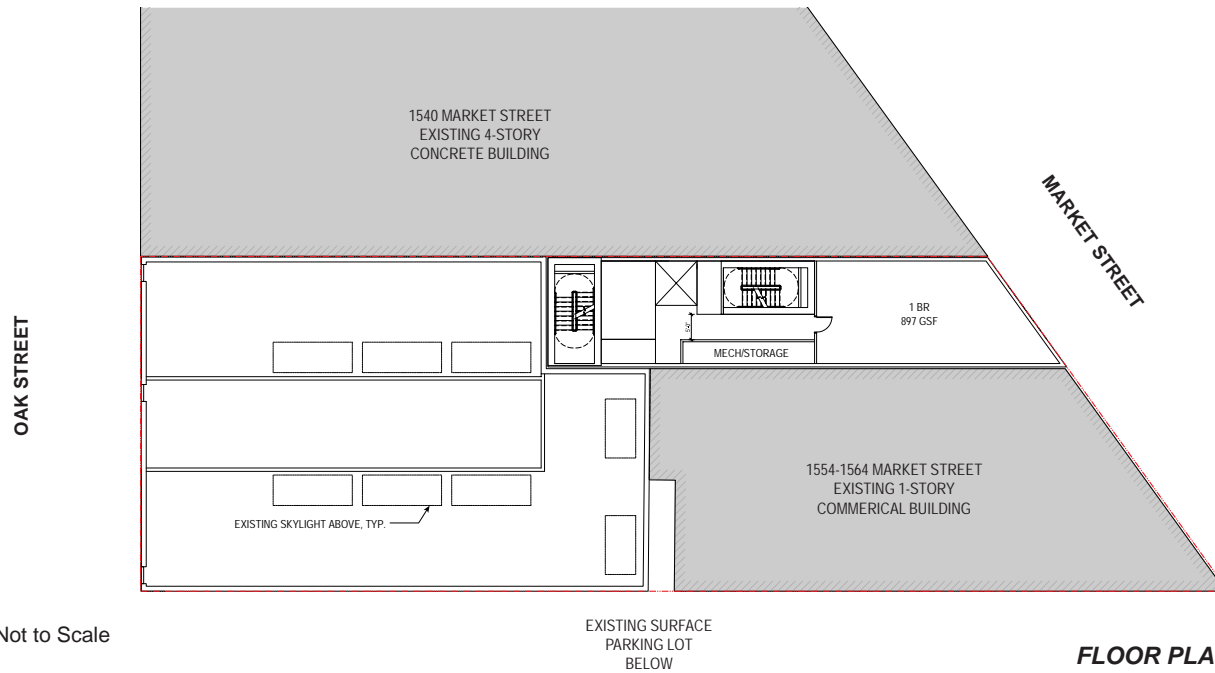 1540 MARKET STREET
EXISTING 4-STORY
CONCRETE BUILDING
MARKET STREET
OAK STREET
1 BR
897 GSF
MECH/STORAGE
1554-1564 MARKET STREET
EXISTING 1-STORY
COMMERICAL BUILDING
EXISTING SKYLIGHT ABOVE, TYP.
Not to Scale
EXISTING SURFACE
PARKING LOT
BELOW
FLOOR PLA